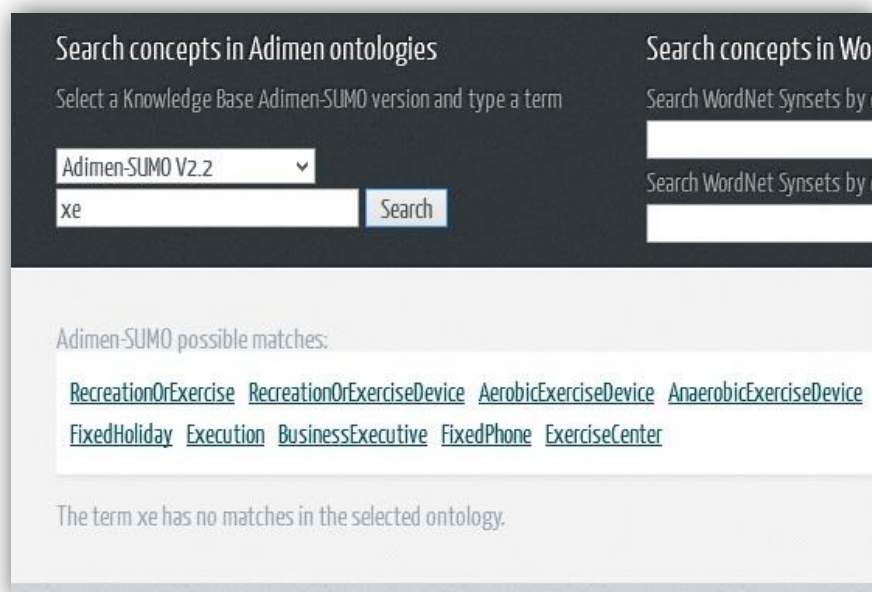 Search concepts in Adimen ontologies
Select a Knowledge Base Adimen-SUMO version and type a term
Adimen-SUMO V2.2
xe
Search
Search concepts in Wo
Search WordNet Synsets by
Search WordNet Synsets by
Adimen-SUMO possible matches:
RecreationOrExercise RecreationOrExerciseDevice AerobicExerciseDevice AnaerobicExerciseDevice
FixedHoliday Execution BusinessExecutive FixedPhone ExerciseCenter
The term xe has no matches in the selected ontology.